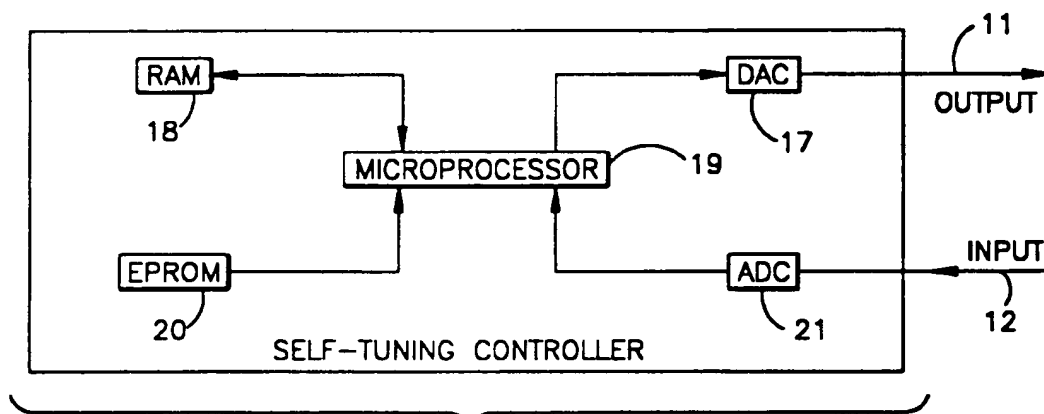 11
RAM
DAC
OUTPUT
18
17
MICROPROCESSOR
19
INPUT
EPROM
ADC
20
21
12
SELF-TUNING CONTROLLER